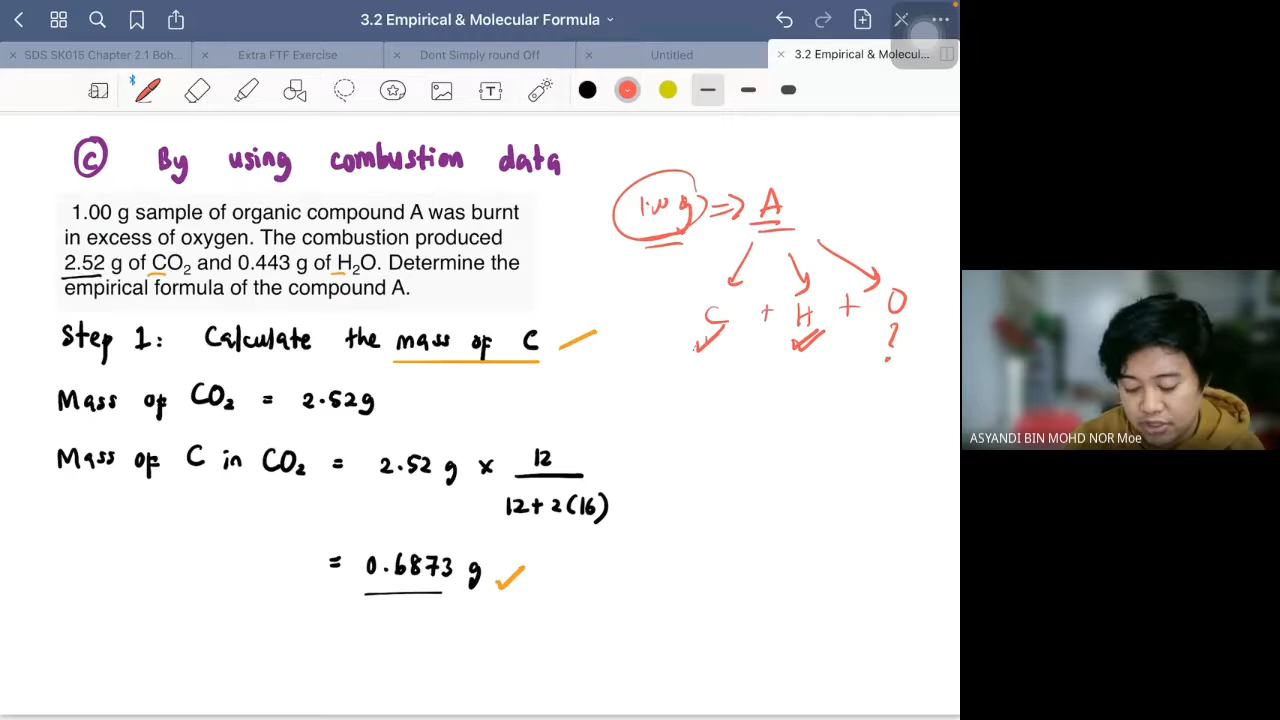 3.2 Empirical & Molecular Formula
SDS SK015 Chapter 2.1 Boh...
Extra FTF Exercise
Dont Simply round Off
Untitled
3.2 Empirical & Molecul...
T
C By using combustion data
1.00 g sample of organic compound A was burnt
in excess of oxygen. The combustion produced
2.52 g of CO₂ and 0.443 g of H₂O. Determine the
empirical formula of the compound A.
1.00 g => A
C + H + O
?
Step 1: Calculate the mass of C
Mass of CO₂ = 2.52g
Mass of C in CO₂ = 2.52 g × 12
12 + 2(16)
= 0.6873 g
ASYANDI BIN MOHD NOR Moe